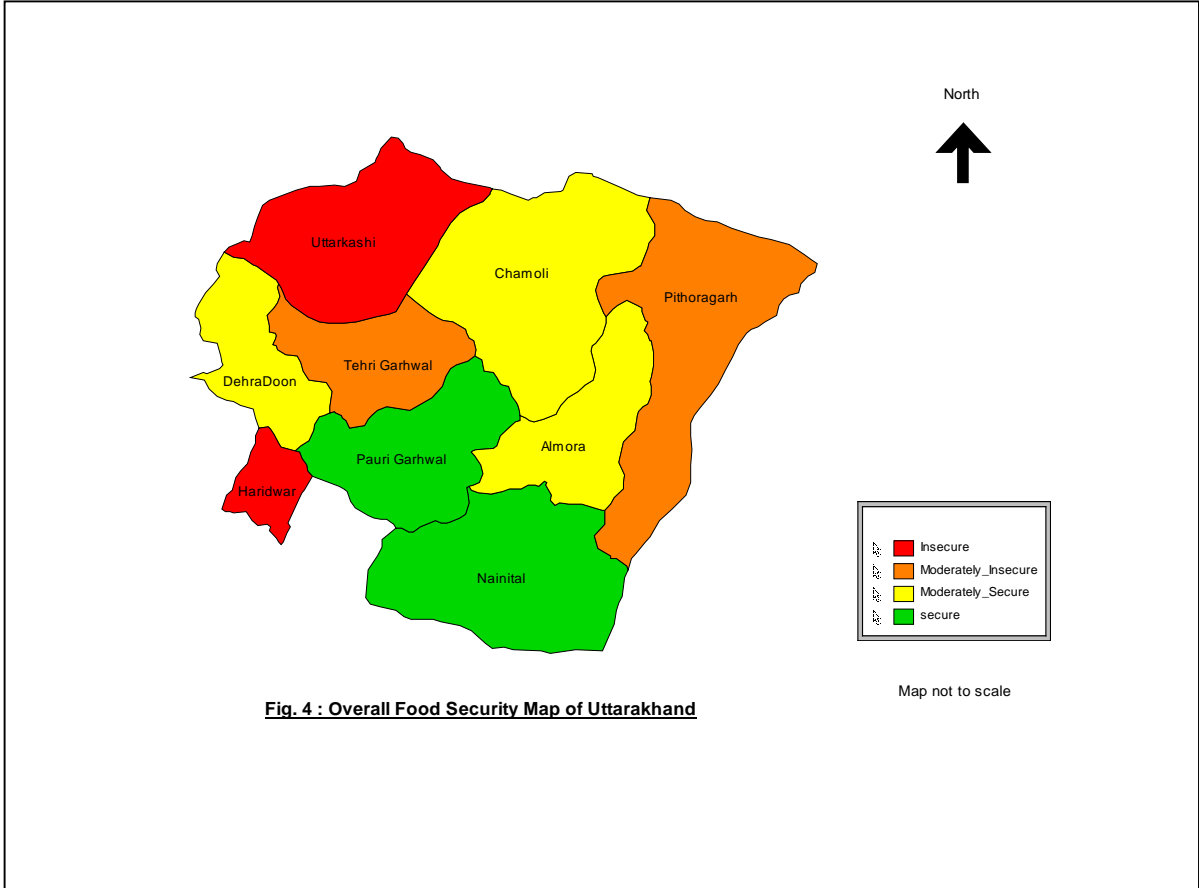 North
Uttarkashi
Chamoli
Pithoragarh
Tehri Garhwal
DehraDoon
Almora
Pauri Garhwal
Haridwar
Nainital
Insecure
Moderately_Insecure
Moderately_Secure
secure
Map not to scale
Fig. 4 : Overall Food Security Map of Uttarakhand